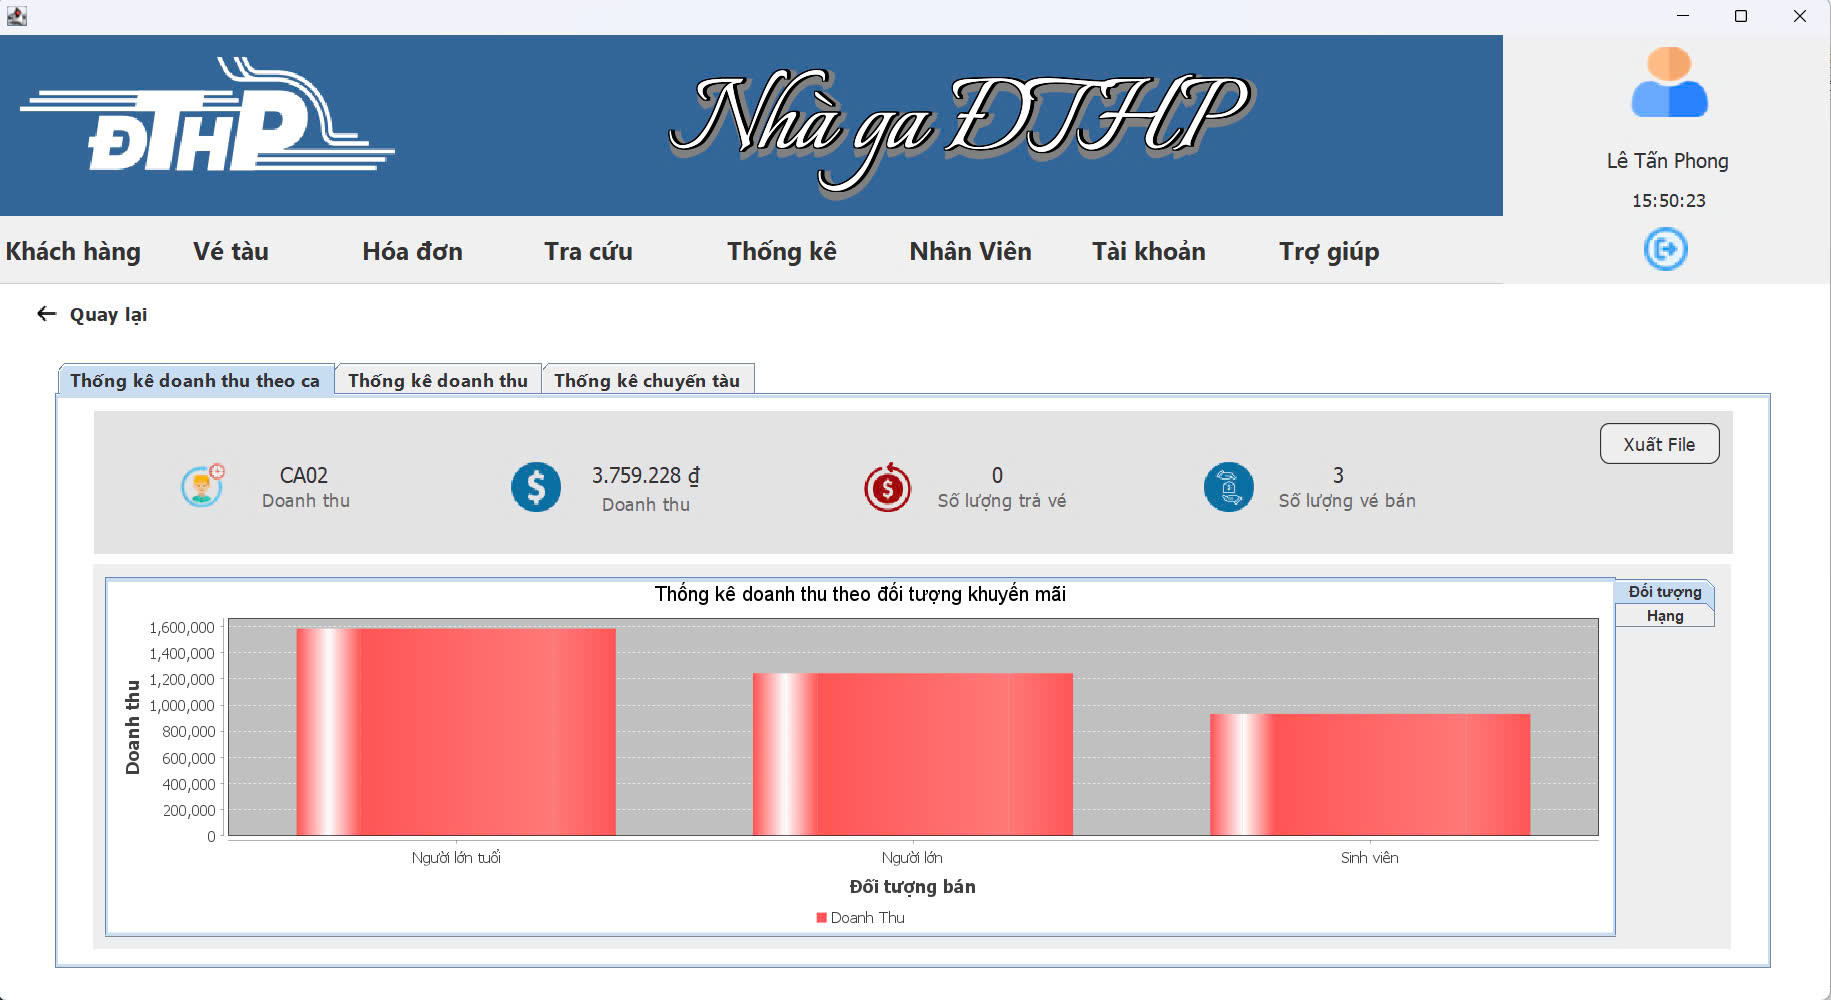 ĐTHP
Nhà ga ĐTHP
Lê Tấn Phong
15:50:23
Khách hàng
Vé tàu
Hóa đơn
Tra cứu
Thống kê
Nhân Viên
Tài khoản
Trợ giúp
Quay lại
Thống kê doanh thu theo ca
Thống kê doanh thu
Thống kê chuyến tàu
Xuất File
CA02
Doanh thu
3.759.228 ₫
Doanh thu
0
Số lượng trả vé
3
Số lượng vé bán
Thống kê doanh thu theo đối tượng khuyến mãi
Đối tượng
Hạng
Doanh thu
1,600,000
1,400,000
1,200,000
1,000,000
800,000
600,000
400,000
200,000
0
Người lớn tuổi
Người lớn
Sinh viên
Đối tượng bán
Doanh Thu